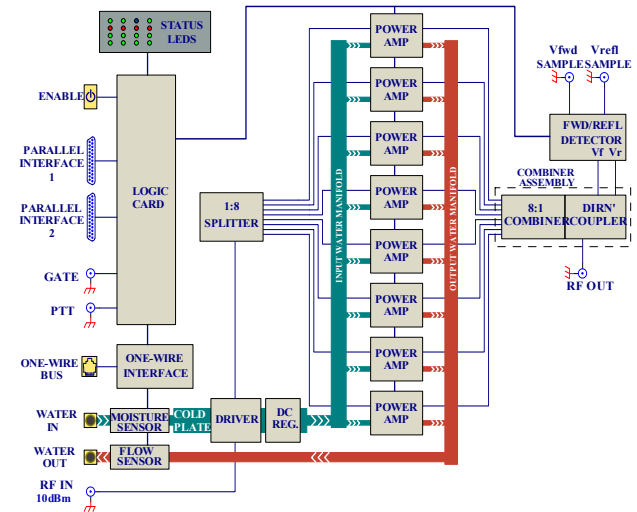 STATUS
LEDS
ENABLE
PARALLEL
INTERFACE
1
PARALLEL
INTERFACE
2
GATE
PTT
LOGIC
CARD
ONE-WIRE
BUS
ONE-WIRE
INTERFACE
WATER
IN
MOISTURE
SENSOR
COLD
PLATE
DRIVER
DC
REG.
WATER
OUT
FLOW
SENSOR
RF IN
10dBm
1:8
SPLITTER
INPUT WATER MANIFOLD
POWER
AMP
POWER
AMP
POWER
AMP
POWER
AMP
POWER
AMP
POWER
AMP
POWER
AMP
POWER
AMP
OUTPUT WATER MANIFOLD
Vfwd Vrefl
SAMPLE SAMPLE
FWD/REFL
DETECTOR
Vf Vr
COMBINER
ASSEMBLY
8:1
COMBINER
DIRN'
COUPLER
RF OUT